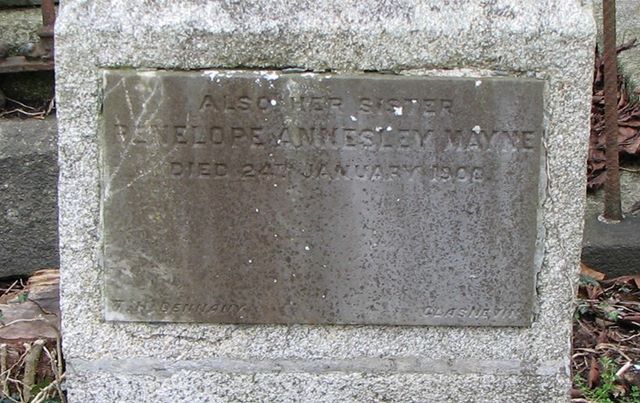 ALSO HER SISTER
PENELOPE ANNESLEY MAYNE
DIED 24TH JANUARY
GLASNEVIN